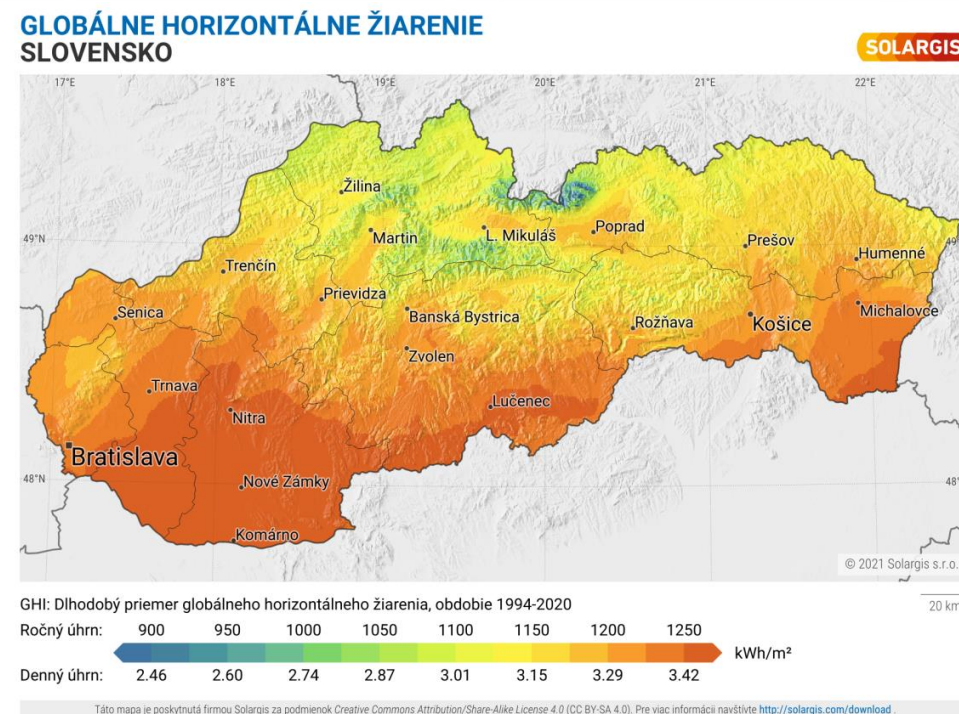 GLOBÁLNE HORIZONTÁLNE ŽIARENIE
SLOVENSKO
SOLARGIS
17°E 18°E 19°E 20°E 21°E 22°E
Žilina
Martin
L. Mikuláš
Poprad
49°N
Prešov
49°
Trenčín
Humenné
Prievidza
Senica
Banská Bystrica
Rožňava
Košice
Michalovce
Zvolen
Trnava
Lučenec
Nitra
Bratislava
48°N
Nové Zámky
48°
Komárno
© 2021 Solargis s.r.o.
GHI: Dlhodobý priemer globálneho horizontálneho žiarenia, obdobie 1994-2020
20 km
Ročný úhrn: 900 950 1000 1050 1100 1150 1200 1250
kWh/m²
Denný úhrn: 2.46 2.60 2.74 2.87 3.01 3.15 3.29 3.42
Táto mapa je poskytnutá firmou Solargis za podmienok Creative Commons Attribution/Share-Alike License 4.0 (CC BY-SA 4.0). Pre viac informácií navštívte http://solargis.com/download .